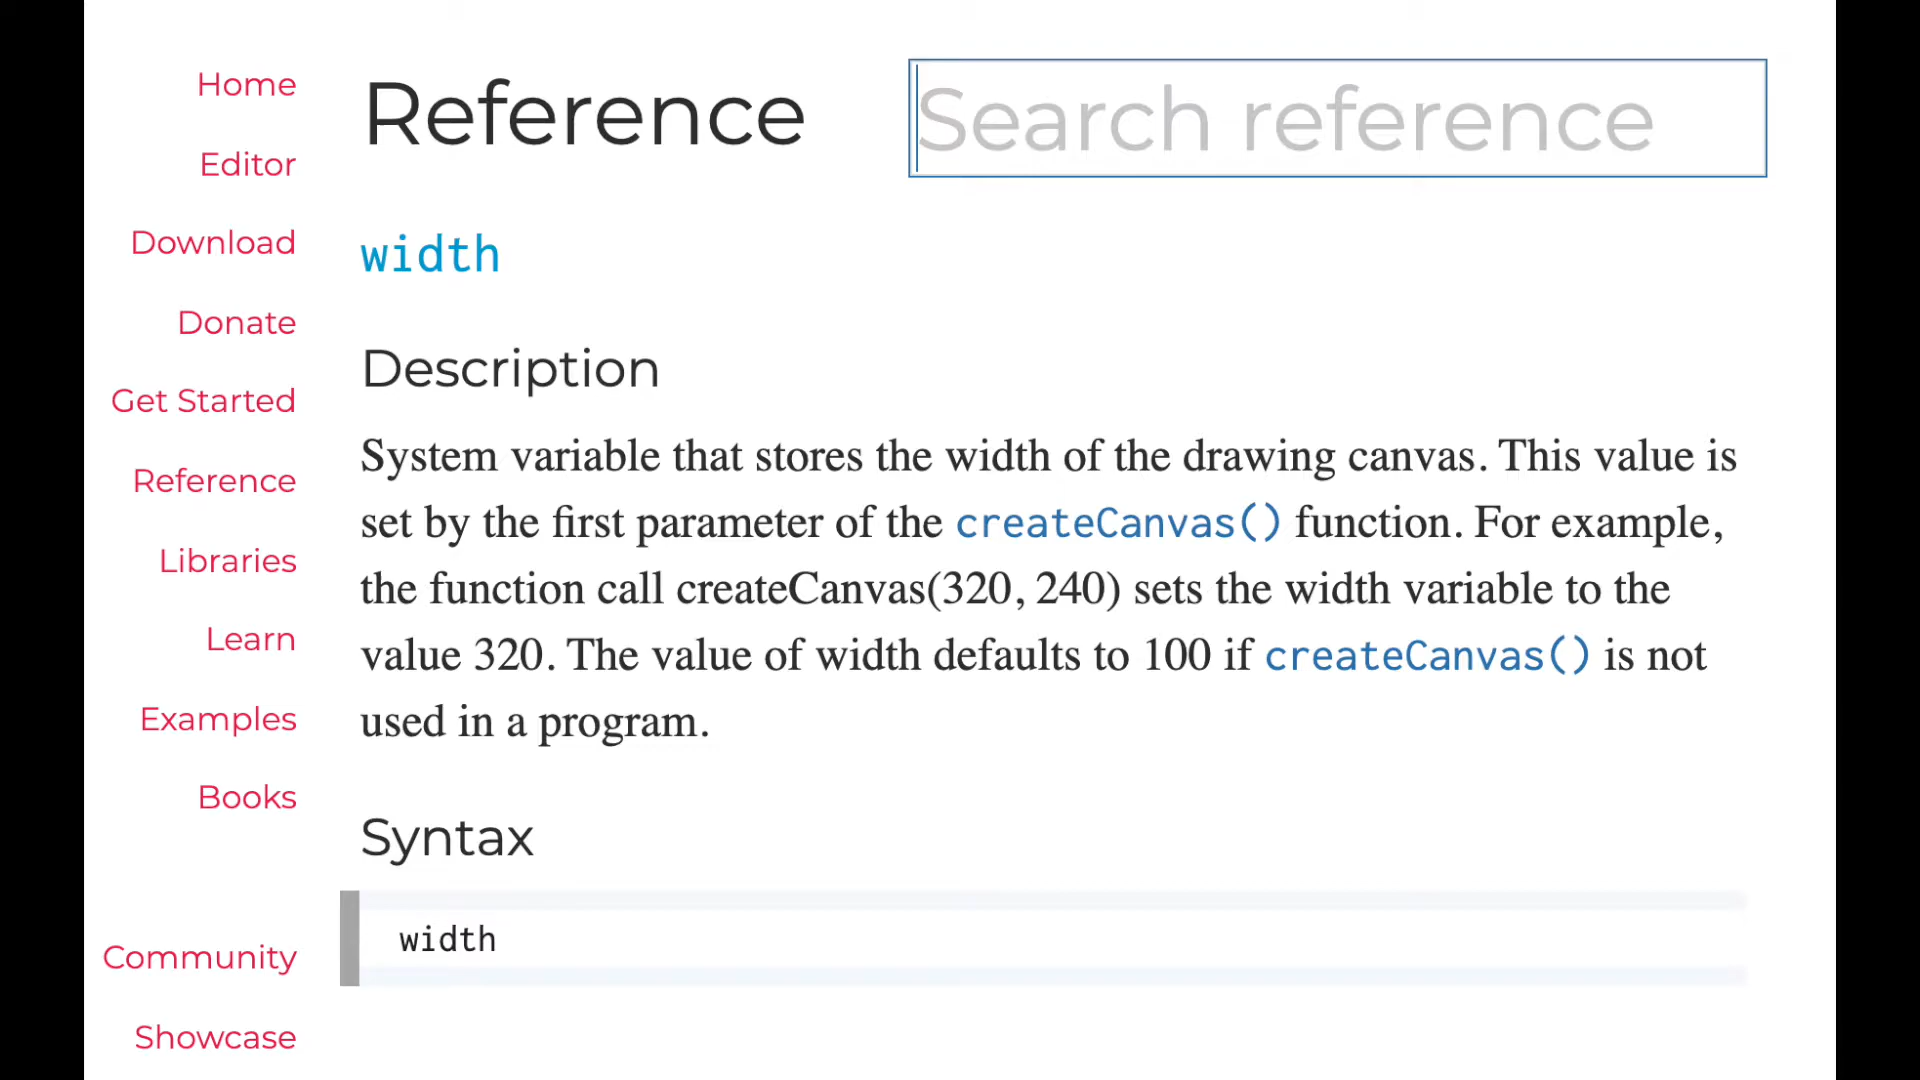 Home
Editor
Download
Donate
Get Started
Reference
Libraries
Learn
Examples
Books
Community
Showcase
Reference
Search reference
width
Description
System variable that stores the width of the drawing canvas. This value is
set by the first parameter of the createCanvas() function. For example,
the function call createCanvas(320, 240) sets the width variable to the
value 320. The value of width defaults to 100 if createCanvas() is not
used in a program.
Syntax
width